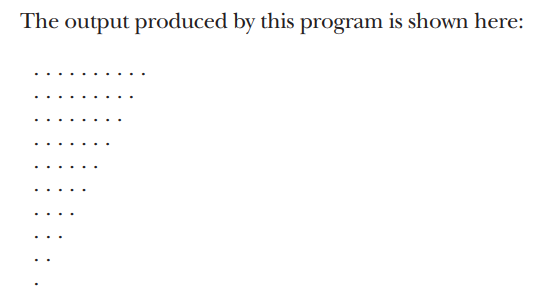 The output produced by this program is shown here:
. . . . . . . . . .
. . . . . . . . .
. . . . . . . .
. . . . . . .
. . . . . .
. . . . .
. . . .
. . .
. .
.